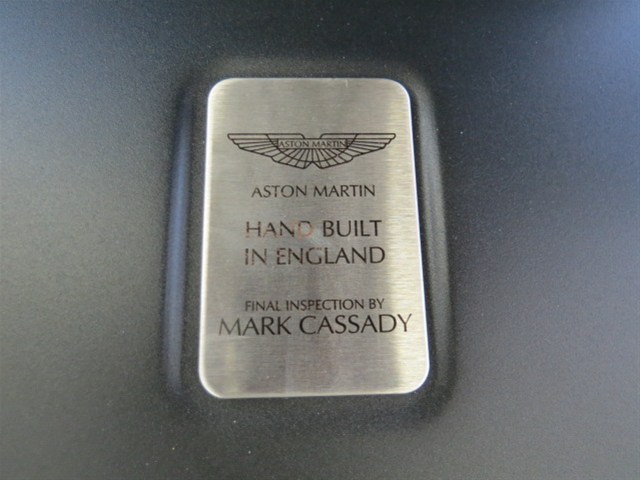 ASTON MARTIN
ASTON MARTIN
HAND BUILT
IN ENGLAND
FINAL INSPECTION BY
MARK CASSADY